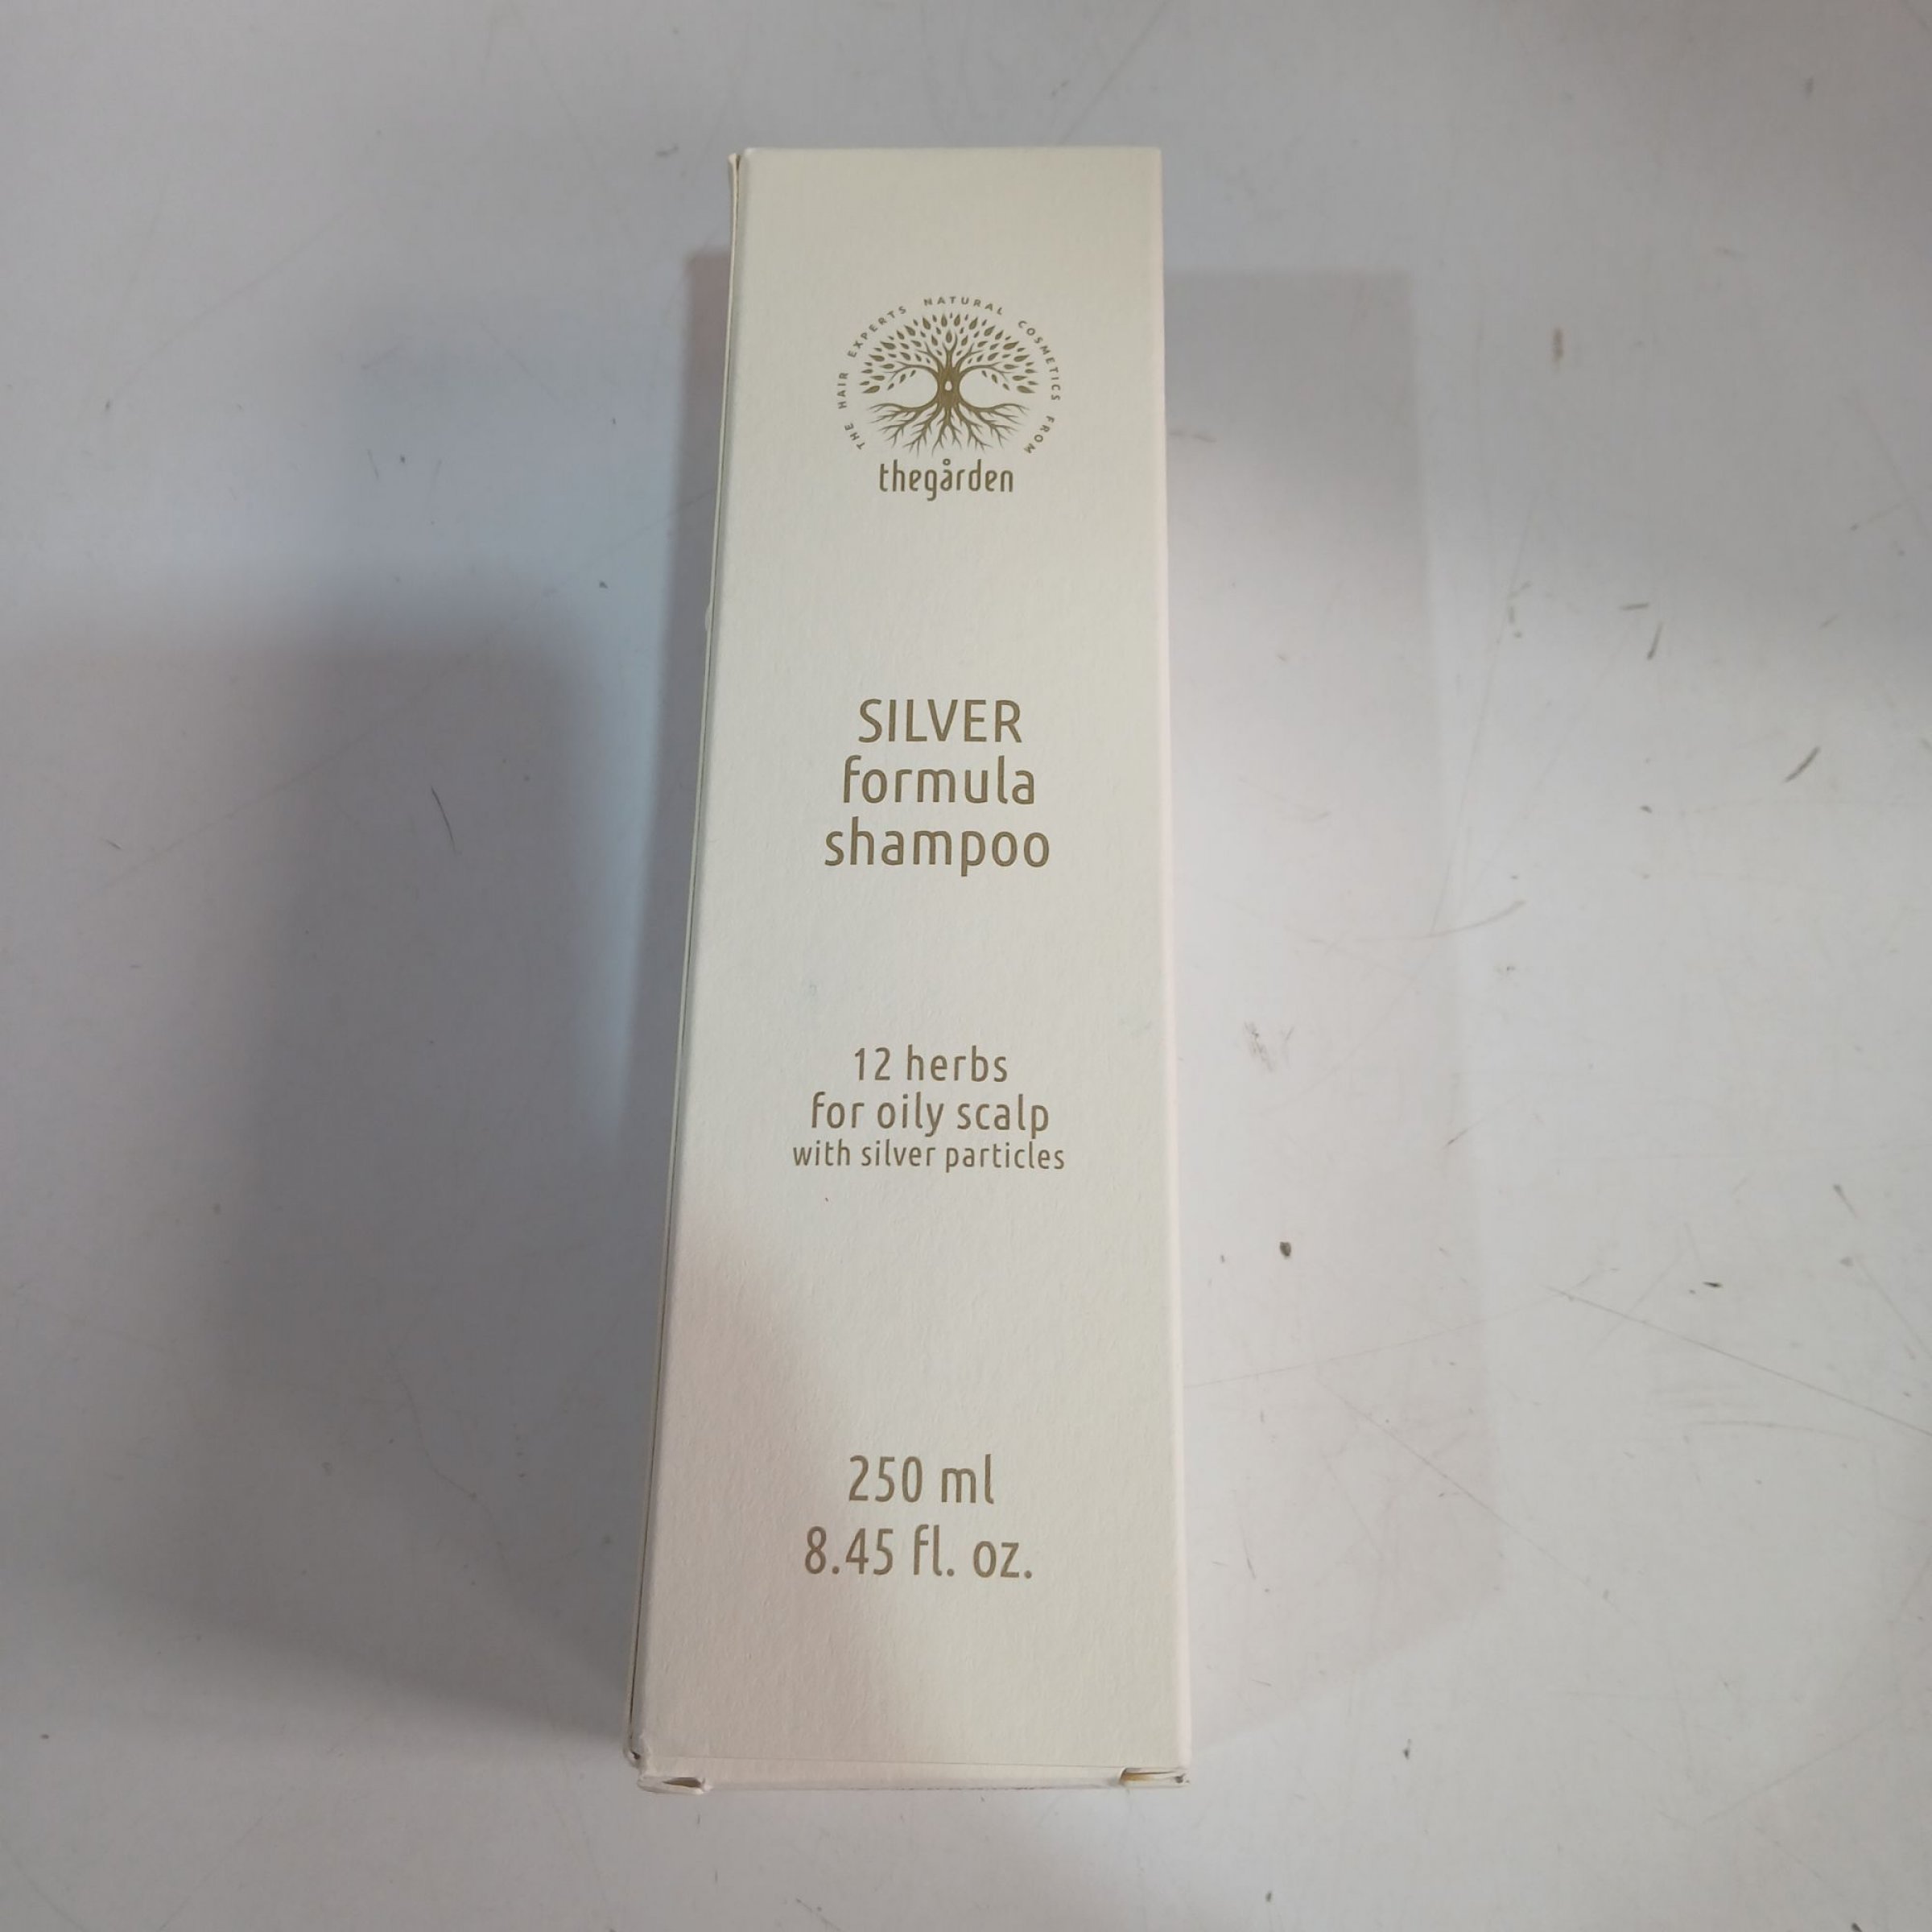 THE HAIR EXPERTS NATURAL COSMETICS FROM
thegården
SILVER
formula
shampoo
12 herbs
for oily scalp
with silver particles
250 ml
8.45 fl. oz.